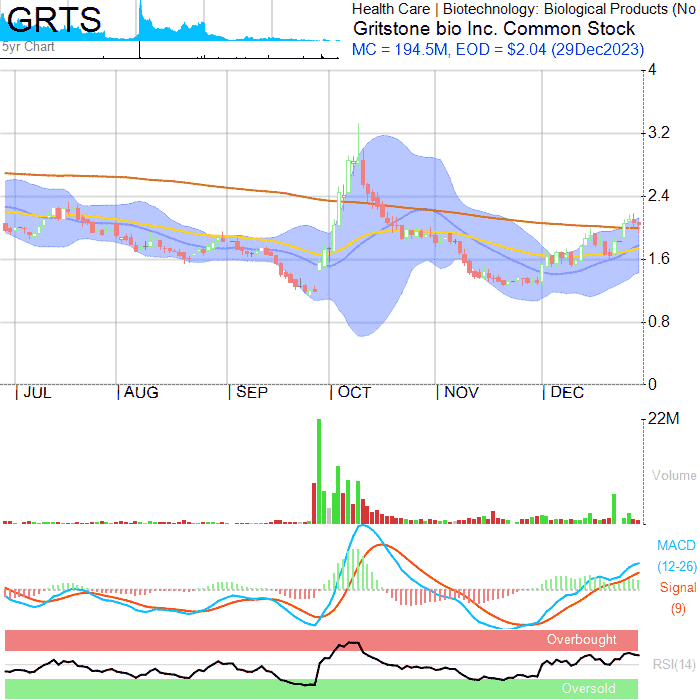 GRTS
5yr Chart
Health Care | Biotechnology: Biological Products (No
Gritstone bio Inc. Common Stock
MC = 194.5M, EOD = $2.04 (29Dec2023)
4
3.2
2.4
1.6
0.8
0
| JUL | AUG | SEP | OCT | NOV | DEC
22M
Volume
MACD
(12-26)
Signal
(9)
Overbought
RSI(14)
Oversold